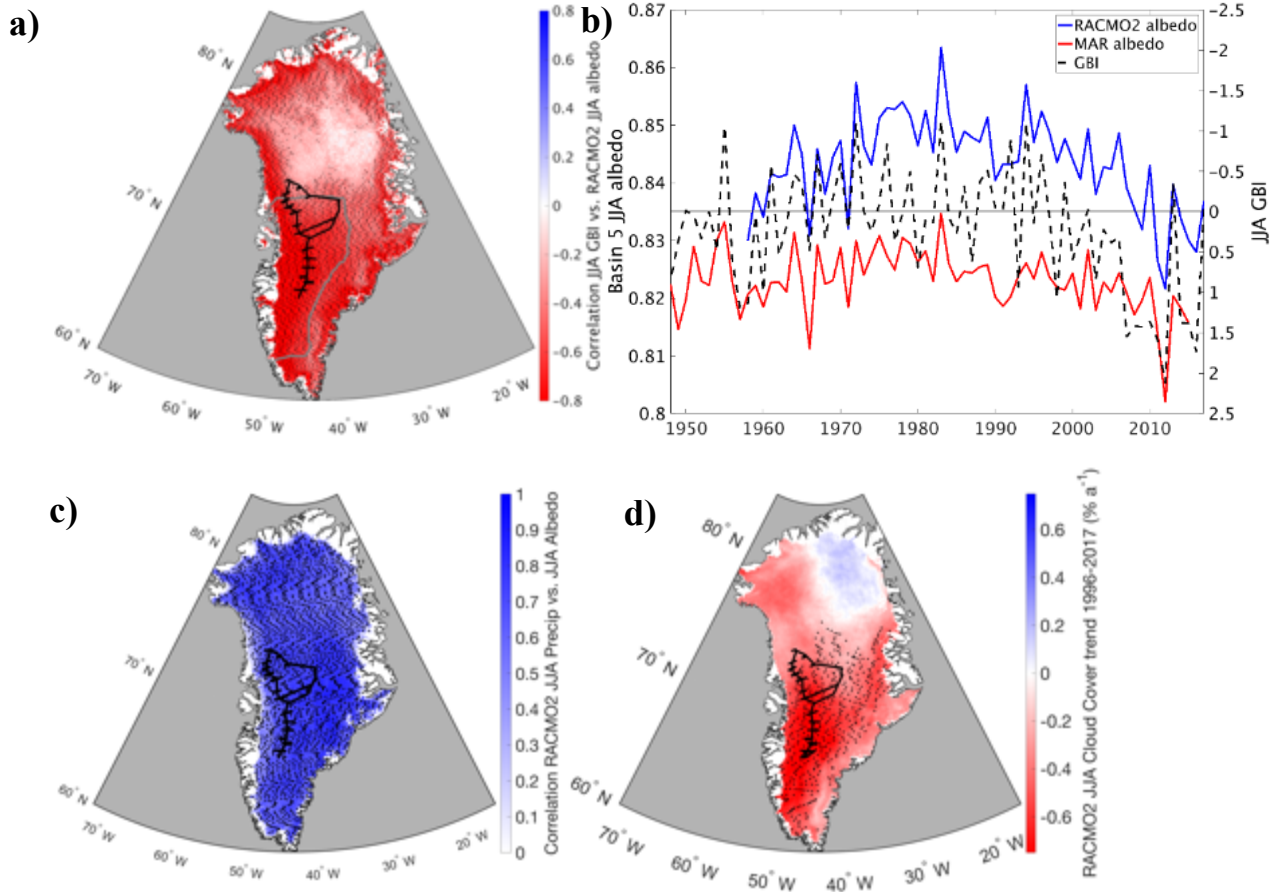 a)
80° N
70° N
60° N
70° W
60° W
50° W
40° W
30° W
20° W
0.8
0.6
0.4
0.2
0
-0.2
-0.4
-0.6
-0.8
Correlation JJA GBI vs. RACMO2 JJA albedo
b)
0.87
0.86
0.85
0.84
0.83
0.82
0.81
0.8
Basin 5 JJA albedo
RACMO2 albedo
MAR albedo
GBI
-2.5
-2
-1.5
-1
-0.5
0
0.5
1
1.5
2
2.5
JJA GBI
1950 1960 1970 1980 1990 2000 2010
c)
80° N
70° N
60° N
70° W
60° W
50° W
40° W
30° W
20° W
1
0.9
0.8
0.7
0.6
0.5
0.4
0.3
0.2
0.1
0
Correlation RACMO2 JJA Precip vs. JJA Albedo
d)
80° N
70° N
60° N
70° W
60° W
50° W
40° W
30° W
20° W
0.6
0.4
0.2
0
-0.2
-0.4
-0.6
RACMO2 JJA Cloud Cover trend 1996-2017 (% a⁻¹)